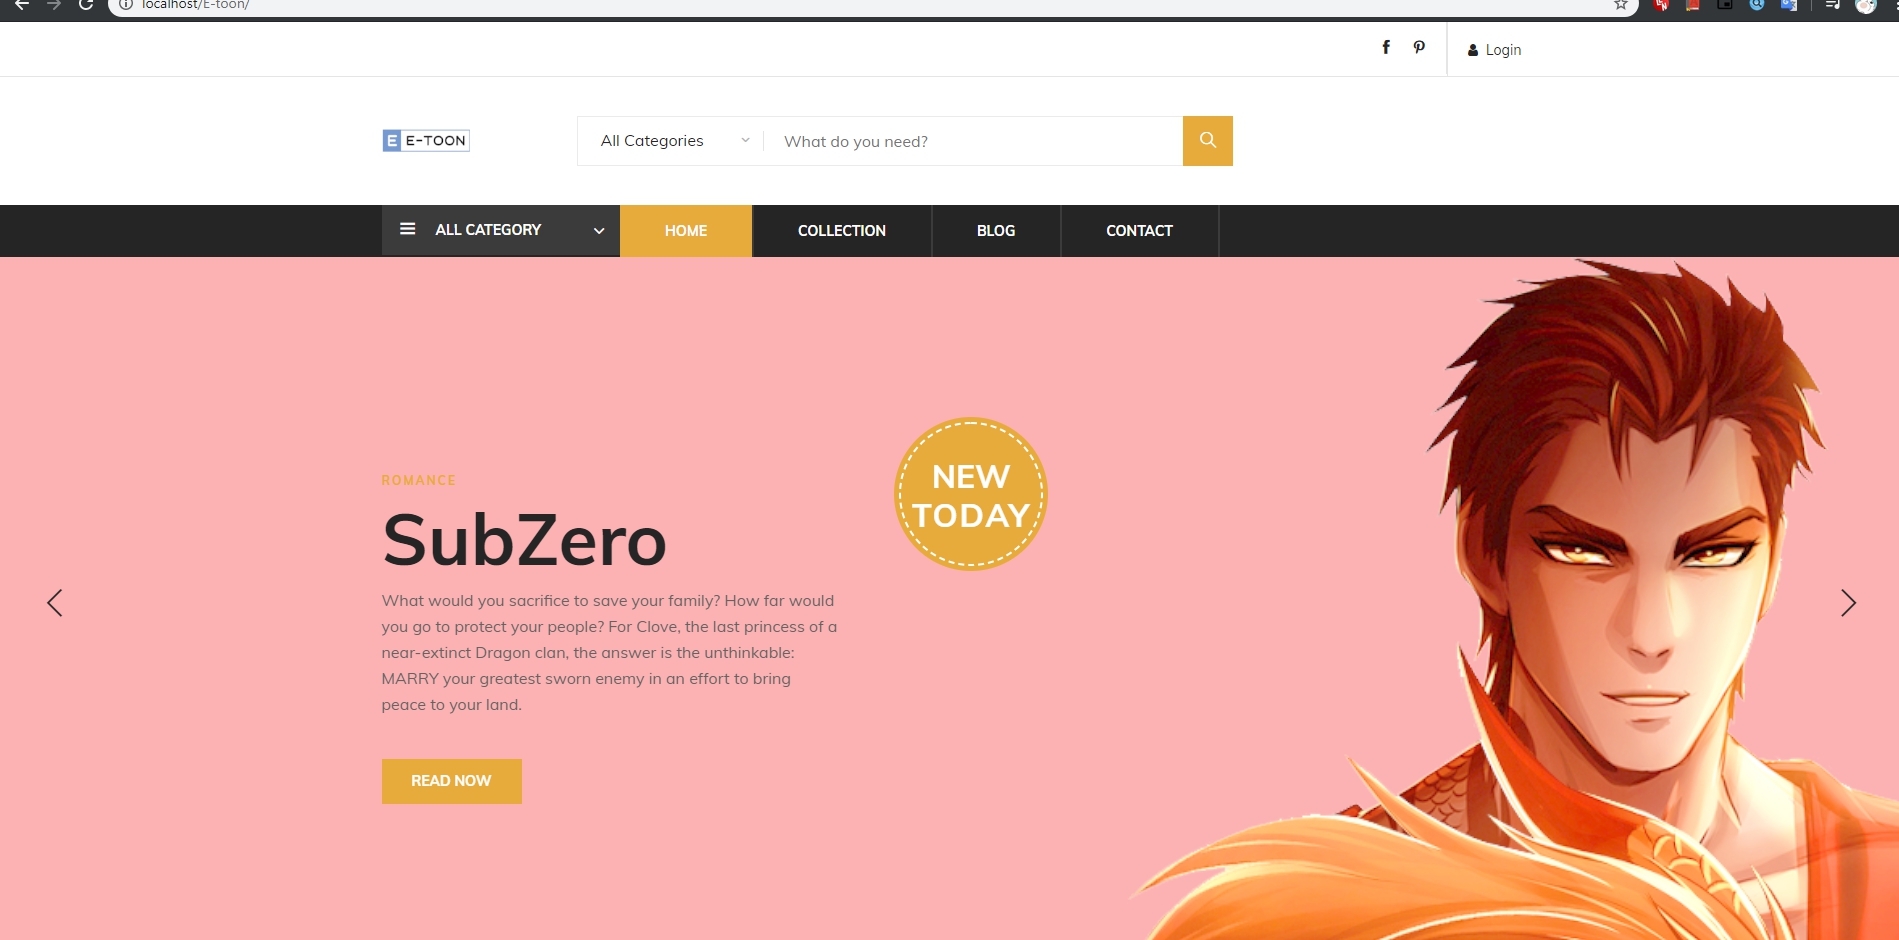 localhost/E-toon/
Login
E E-TOON
All Categories
What do you need?
ALL CATEGORY
HOME
COLLECTION
BLOG
CONTACT
NEW
TODAY
ROMANCE
SubZero
What would you sacrifice to save your family? How far would
you go to protect your people? For Clove, the last princess of a
near-extinct Dragon clan, the answer is the unthinkable:
MARRY your greatest sworn enemy in an effort to bring
peace to your land.
READ NOW